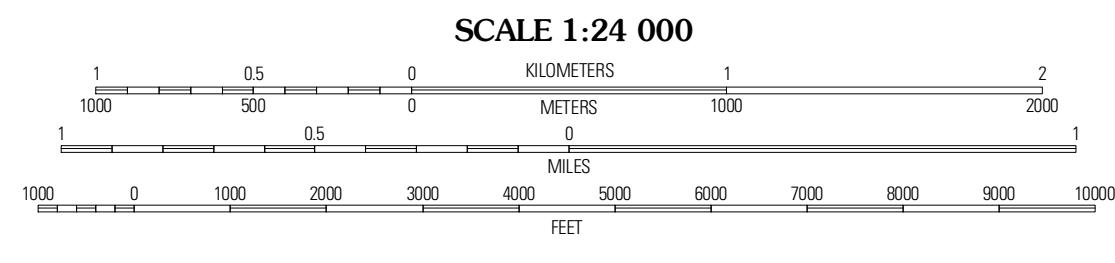 SCALE 1:24 000
1 0.5 0 KILOMETERS 1 2
1000 500 0 METERS 1000 2000
1 0.5 0 1
MILES
1000 0 1000 2000 3000 4000 5000 6000 7000 8000 9000 10000
FEET